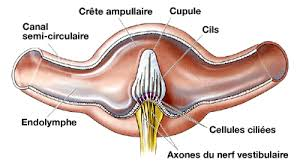 Crête ampullaire
Cupule
Canal
semi-circulaire
Cils
Endolymphe
Cellules ciliées
Axones du nerf vestibulaire